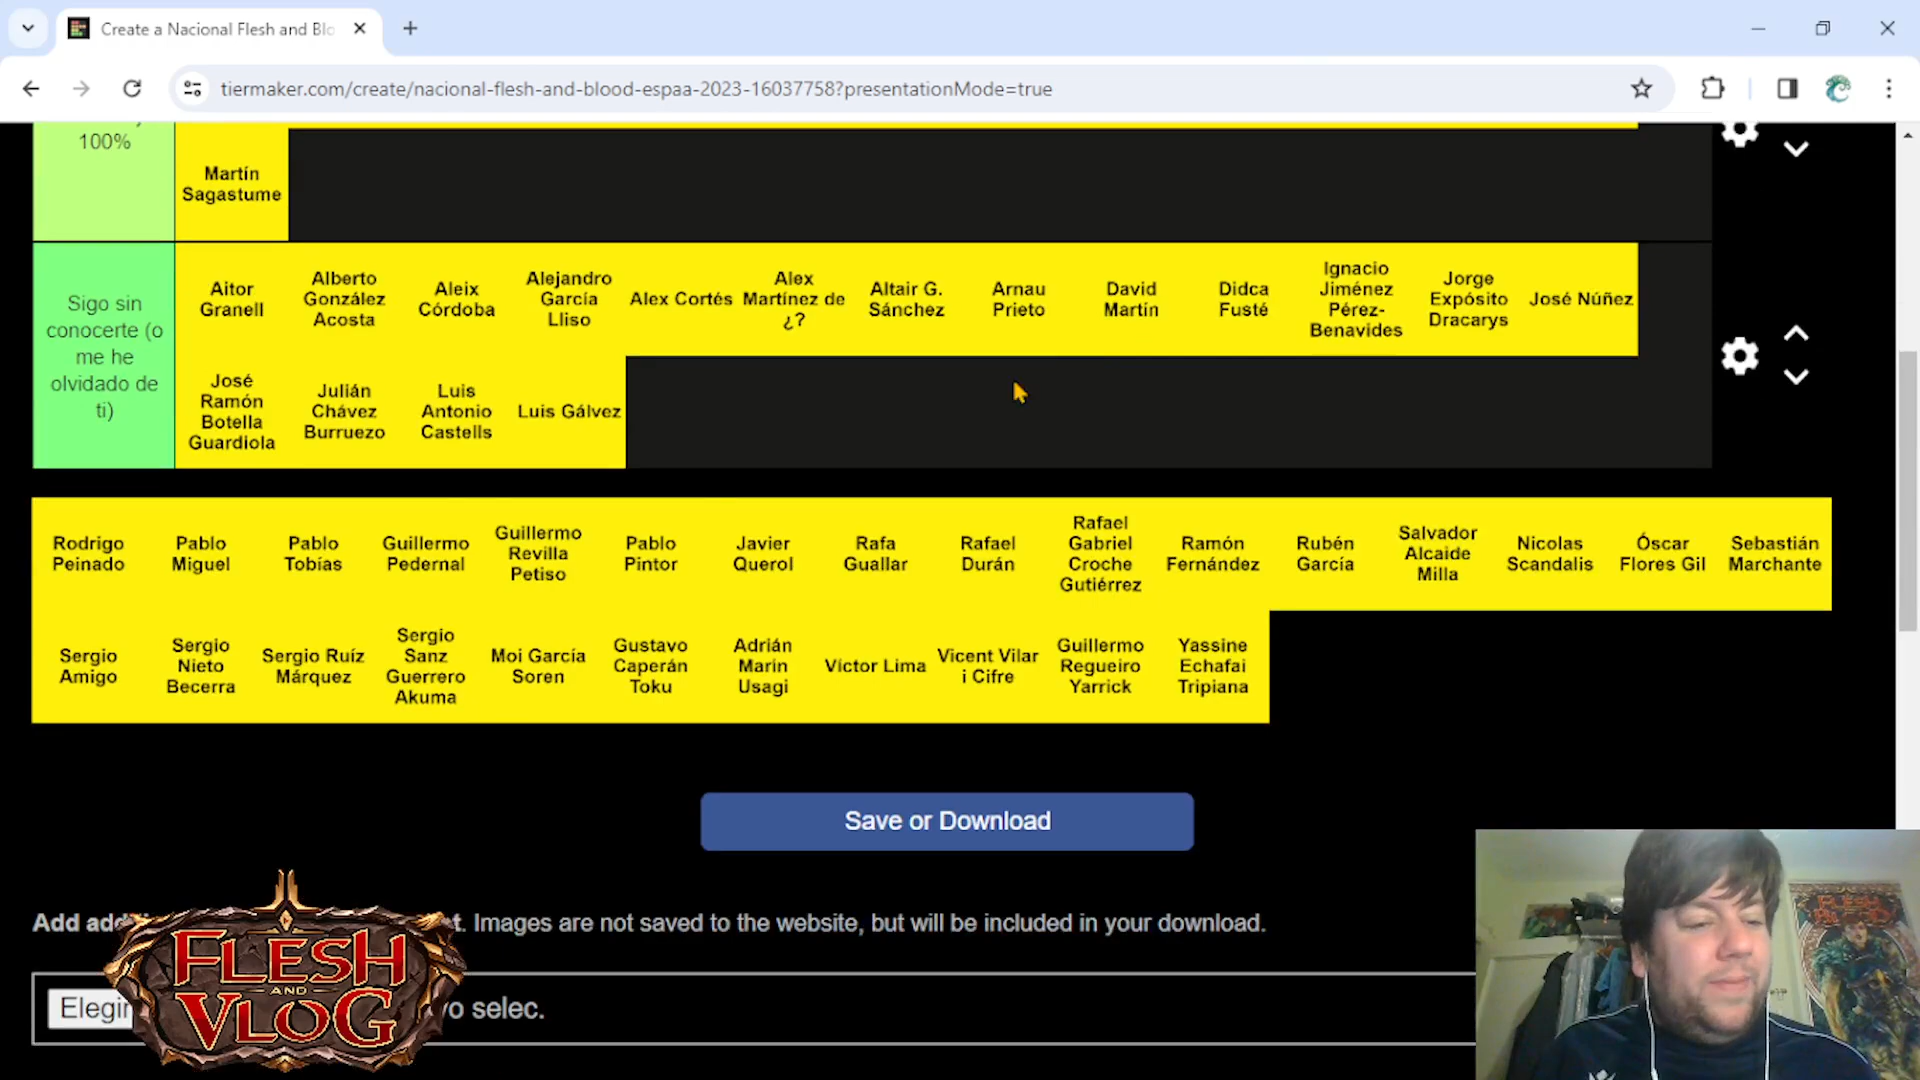 Create a Nacional Flesh and Blo
tiermaker.com/create/nacional-flesh-and-blood-espaa-2023-16037758?presentationMode=true
100%
Martín
Sagastume
Sigo sin
conocerte (o
me he
olvidado de
ti)
Aitor
Granell
Alberto
González
Acosta
Aleix
Córdoba
Alejandro
García
Lliso
Alex Cortés
Alex
Martínez de
¿?
Altair G.
Sánchez
Arnau
Prieto
David
Martín
Didca
Fusté
Ignacio
Jiménez
Pérez-
Benavides
Jorge
Expósito
Dracarys
José Núñez
José
Ramón
Botella
Guardiola
Julián
Chávez
Burruezo
Luis
Antonio
Castells
Luis Gálvez
Rodrigo
Peinado
Pablo
Miguel
Pablo
Tobías
Guillermo
Pedernal
Guillermo
Revilla
Petiso
Pablo
Pintor
Javier
Querol
Rafa
Guallar
Rafael
Durán
Rafael
Gabriel
Croche
Gutiérrez
Ramón
Fernández
Rubén
García
Salvador
Alcaide
Milla
Nicolas
Scandalis
Óscar
Flores Gil
Sebastián
Marchante
Sergio
Amigo
Sergio
Nieto
Becerra
Sergio Ruíz
Márquez
Sergio
Sanz
Guerrero
Akuma
Moi García
Soren
Gustavo
Caperán
Toku
Adrián
Marín
Usagi
Víctor Lima
Vicent Vilar
i Cifre
Guillermo
Regueiro
Yarrick
Yassine
Echafai
Tripiana
Save or Download
Add t. Images are not saved to the website, but will be included in your download.
Elegir selec.
FLESH
AND
VLOG